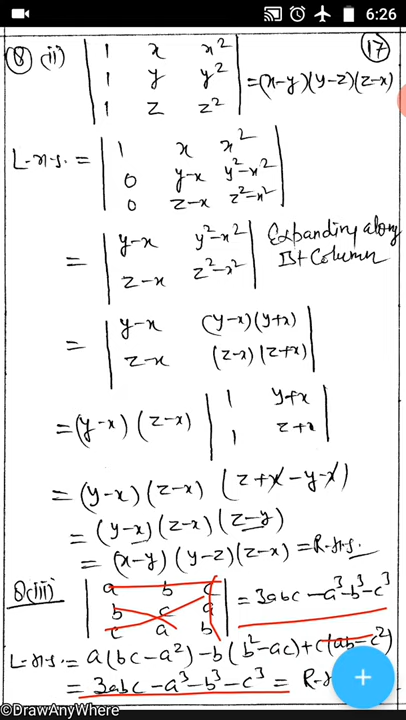 6:26
⑧ (ii) | 1 x x² | ⑰
| 1 y y² | = (x-y)(y-z)(z-x)
| 1 z z² |
L.H.S. = | 1 x x² |
| 0 y-x y²-x² |
| 0 z-x z²-x² |
= | y-x y²-x² | Expanding along
| z-x z²-x² | Ist Column
= | y-x (y-x)(y+x) |
| z-x (z-x)(z+x) |
= (y-x)(z-x) | 1 y+x |
| 1 z+x |
= (y-x)(z-x) (z+x-y-x)
= (y-x)(z-x)(z-y)
= (x-y)(y-z)(z-x) = R.H.S.
8(iii) | a b c |
| b c a | = 3abc-a³-b³-c³
| c a b |
L.H.S. = a(bc-a²)-b(b²-ac)+c(ab-c²)
= 3abc-a³-b³-c³ =
©DrawAnyWhere